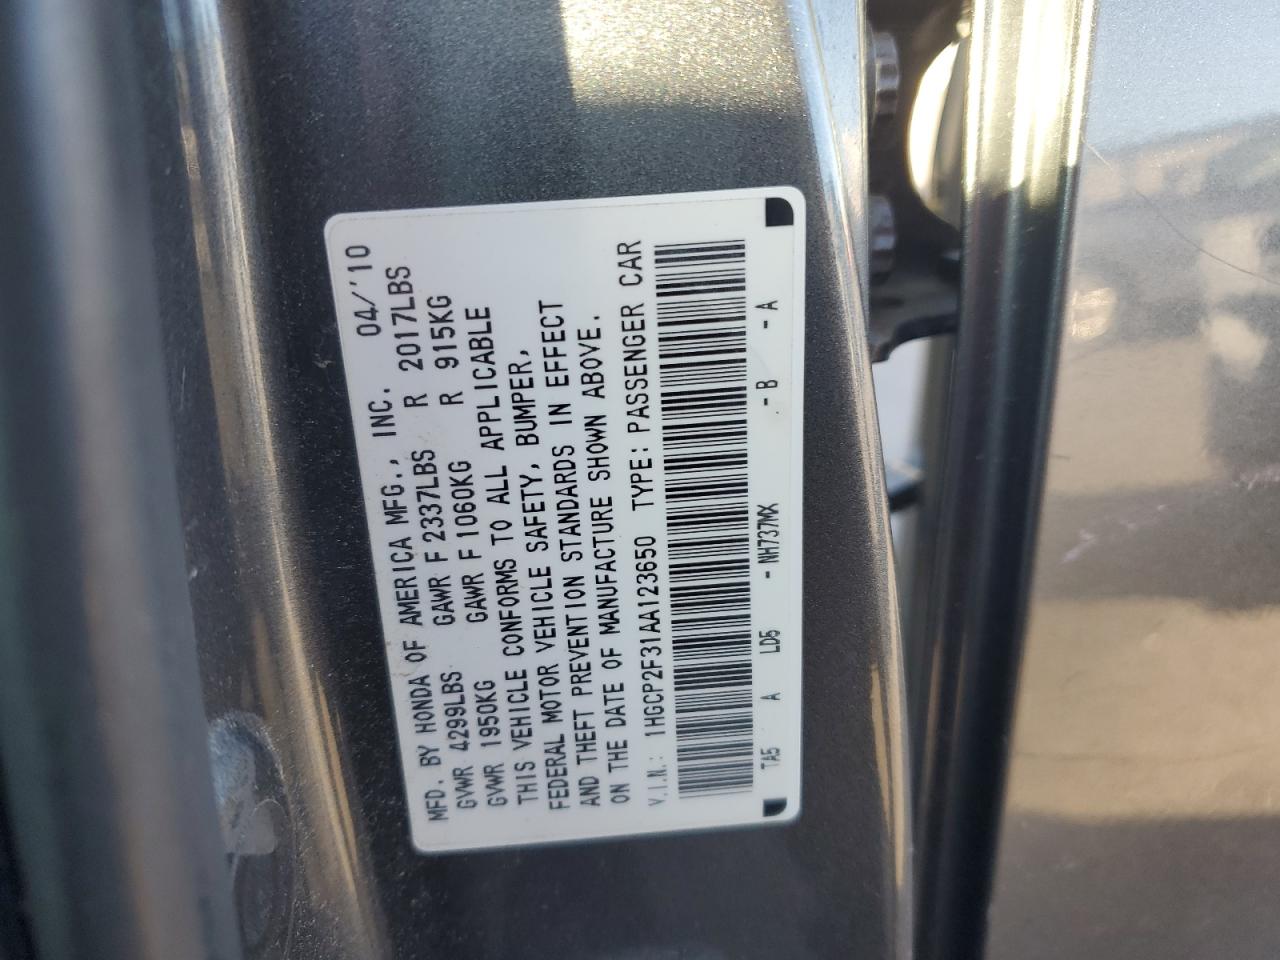 MFD. BY HONDA OF AMERICA MFG., INC. 04/'10
GVWR 4299LBS GAWR F 2337LBS R 2017LBS
GVWR 1950KG GAWR F 1060KG R 915KG
THIS VEHICLE CONFORMS TO ALL APPLICABLE
FEDERAL MOTOR VEHICLE SAFETY, BUMPER,
AND THEFT PREVENTION STANDARDS IN EFFECT
ON THE DATE OF MANUFACTURE SHOWN ABOVE.
V.I.N.: 1HGCP2F31AA123650 TYPE: PASSENGER CAR
TA5 A LD5 - NH737MX - B - A